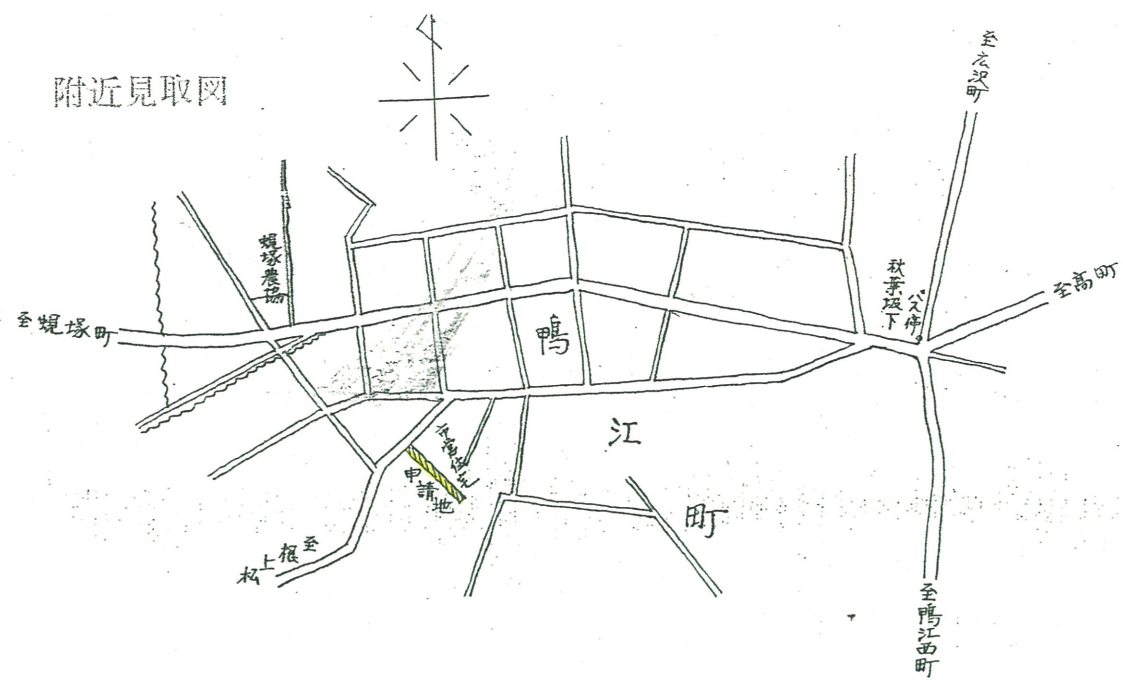 附近見取図
至広沢町
蜆塚農協
秋葉坂下
バス停
至高町
至蜆塚町
鴨
江
町
市営住宅
申請地
至根上松
至鴨江西町